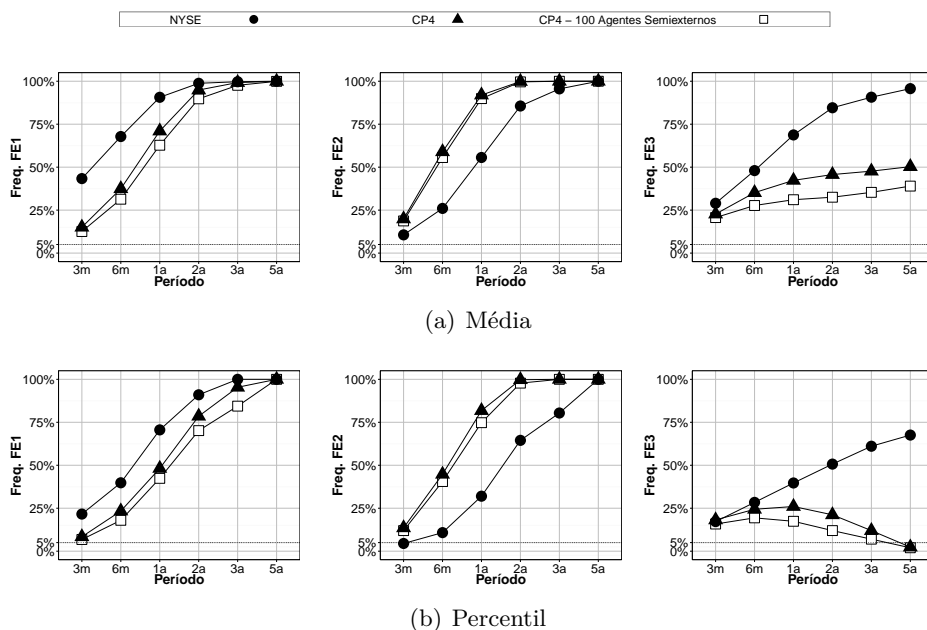 NYSE CP4 CP4 − 100 Agentes Semiexternos
100%
75%
50%
25%
5%
0%
Freq. FE1
3m 6m 1a 2a 3a 5a
Período
100%
75%
50%
25%
5%
0%
Freq. FE2
3m 6m 1a 2a 3a 5a
Período
100%
75%
50%
25%
5%
0%
Freq. FE3
3m 6m 1a 2a 3a 5a
Período
(a) Média
100%
75%
50%
25%
5%
0%
Freq. FE1
3m 6m 1a 2a 3a 5a
Período
100%
75%
50%
25%
5%
0%
Freq. FE2
3m 6m 1a 2a 3a 5a
Período
100%
75%
50%
25%
5%
0%
Freq. FE3
3m 6m 1a 2a 3a 5a
Período
(b) Percentil